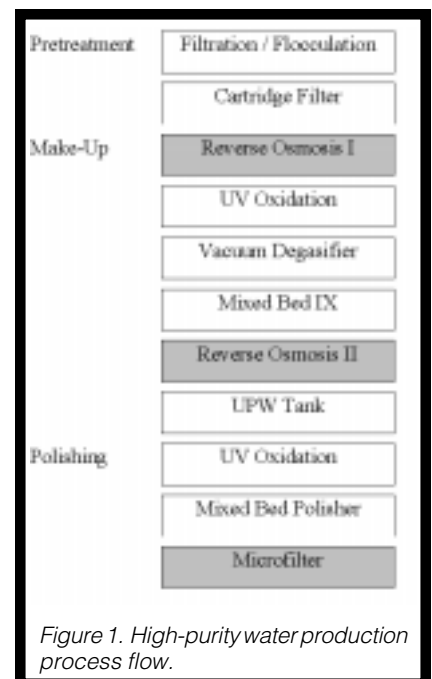 Pretreatment Filtration / Flocculation
Cartridge Filter
Make-Up Reverse Osmosis I
UV Oxidation
Vacuum Degasifier
Mixed Bed IX
Reverse Osmosis II
UPW Tank
Polishing UV Oxidation
Mixed Bed Polisher
Microfilter
Figure 1. High-purity water production
process flow.